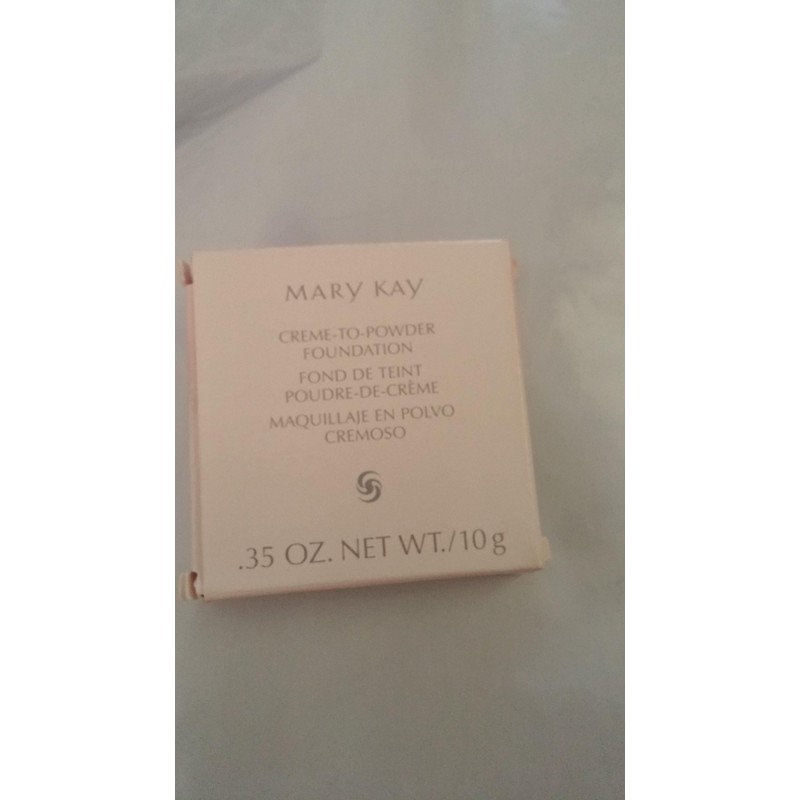 MARY KAY
CREME-TO-POWDER
FOUNDATION
FOND DE TEINT
POUDRE-DE-CRÈME
MAQUILLAJE EN POLVO
CREMOSO
.35 OZ. NET WT./10 g